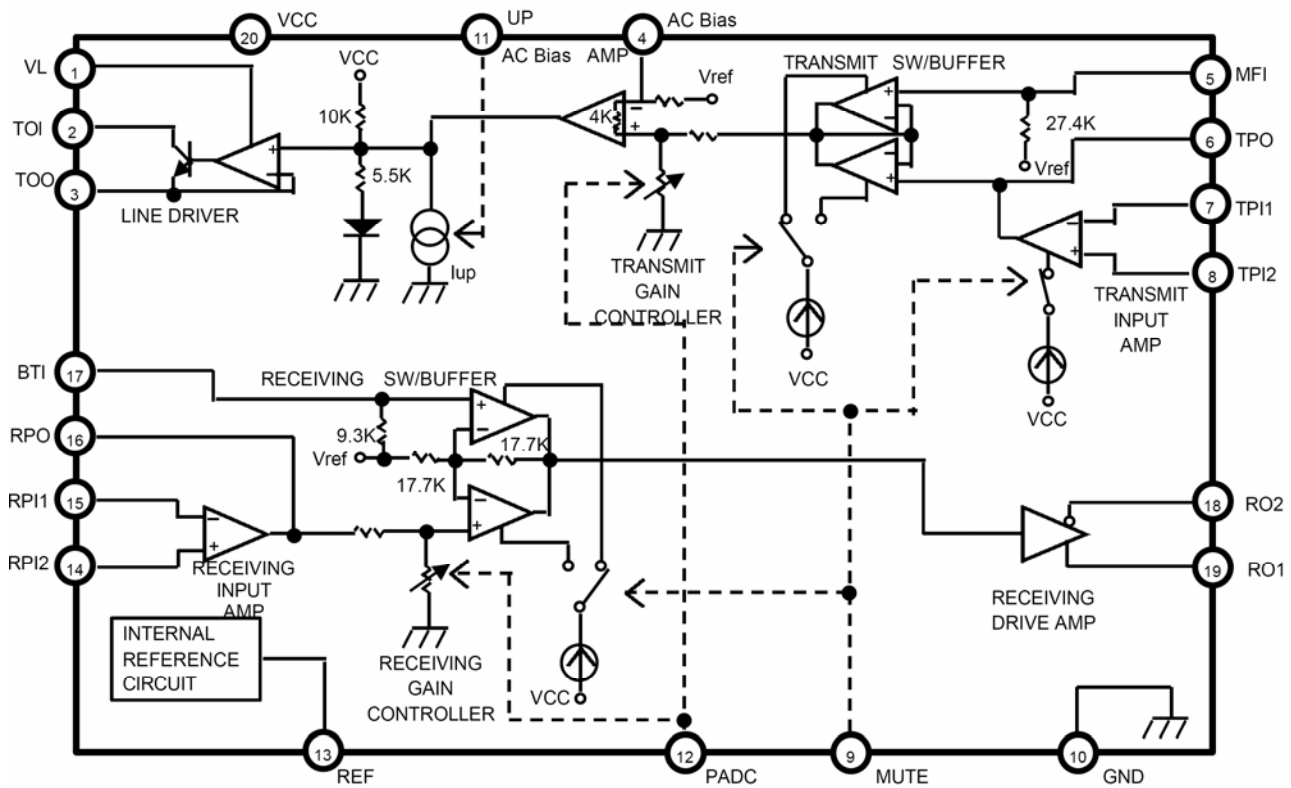 VCC
20
UP
11
AC Bias
4
AC Bias AMP
VL
1
VCC
Vref
TRANSMIT SW/BUFFER
5
MFI
TOI
2
10K
4K
27.4K
6
TPO
TOO
3
5.5K
Vref
LINE DRIVER
7
TPI1
Iup
TRANSMIT
GAIN
CONTROLLER
8
TPI2
TRANSMIT
INPUT
AMP
VCC
VCC
BTI
17
RECEIVING SW/BUFFER
RPO
16
9.3K
17.7K
Vref
17.7K
RPI1
15
18
RO2
RPI2
14
RECEIVING
INPUT
AMP
19
RO1
RECEIVING
DRIVE AMP
INTERNAL
REFERENCE
CIRCUIT
RECEIVING
GAIN
CONTROLLER
VCC
13
REF
12
PADC
9
MUTE
10
GND
+
−
−
+
+
−
−
+
−
+
+
−
−
+
−
+